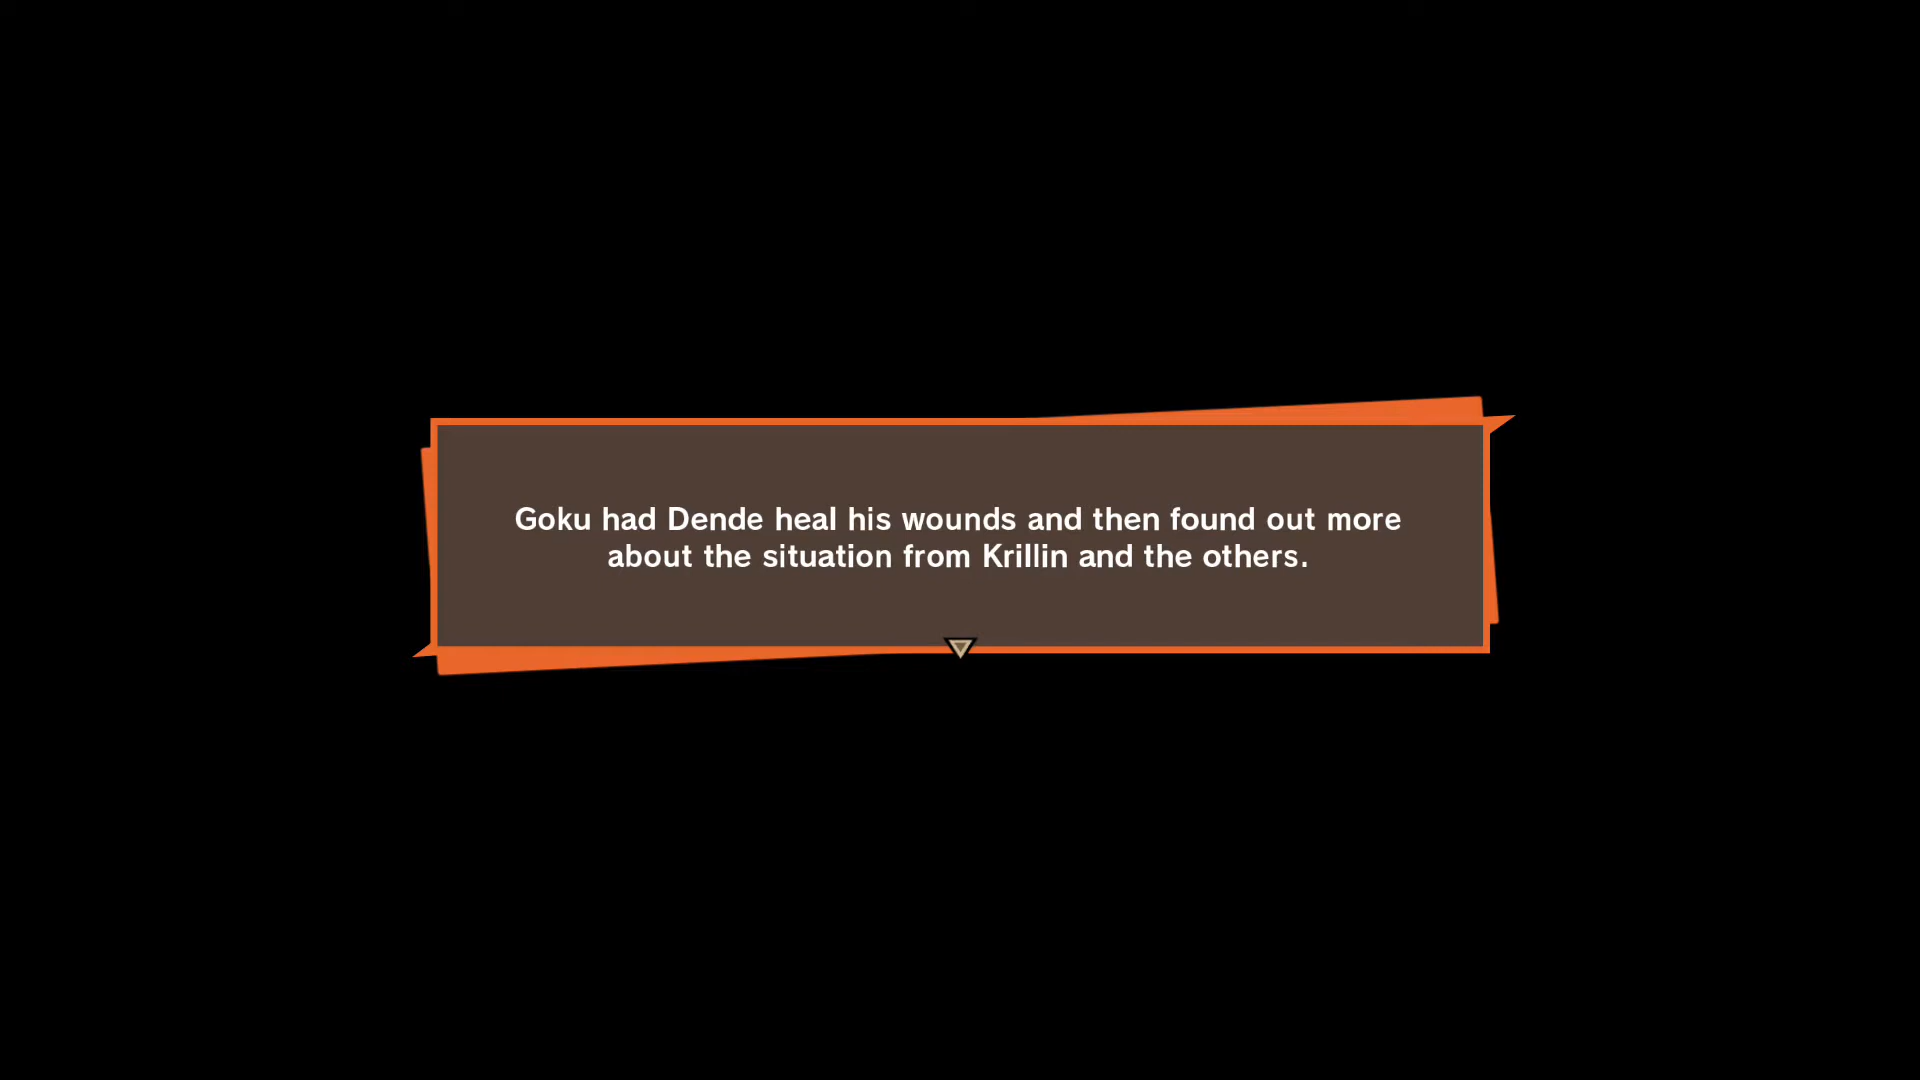 Goku had Dende heal his wounds and then found out more
about the situation from Krillin and the others.